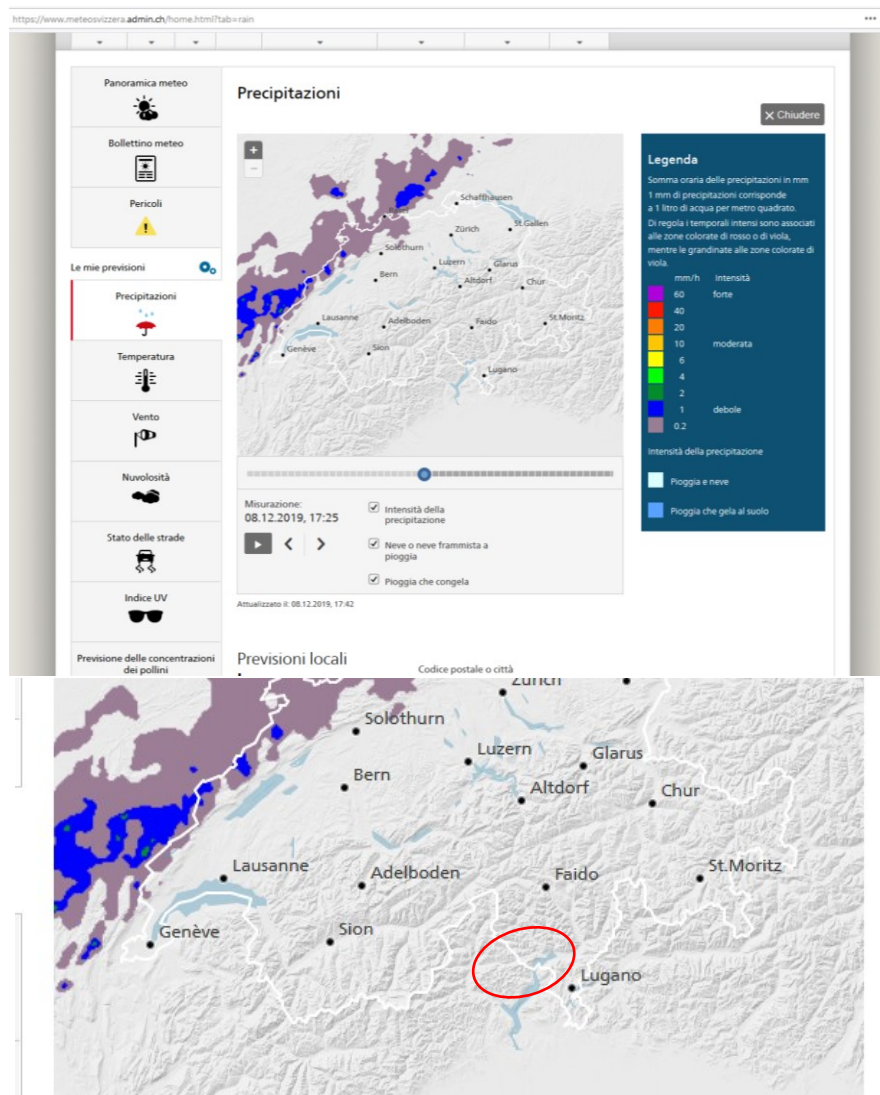 https://www.meteosvizzera.admin.ch/home.html?tab=rain
Panoramica meteo
Bollettino meteo
Pericoli
Le mie previsioni
Precipitazioni
Temperatura
Vento
Nuvolosità
Stato delle strade
Indice UV
Previsione delle concentrazioni
dei pollini
Precipitazioni
Chiudere
+
−
Schaffhausen
Zürich
St.Gallen
Solothurn
Luzern
Glarus
Bern
Altdorf
Chur
Lausanne
Adelboden
Faido
St.Moritz
Genève
Sion
Lugano
Misurazione:
08.12.2019, 17:25
Intensità della
precipitazione
Neve o neve frammista a
pioggia
Pioggia che congela
Attualizzato il: 08.12.2019, 17:42
Previsioni locali
Codice postale o città
Legenda
Somma oraria delle precipitazioni in mm
1 mm di precipitazioni corrisponde
a 1 litro di acqua per metro quadrato.
Di regola i temporali intensi sono associati
alle zone colorate di rosso o di viola,
mentre le grandinate alle zone colorate di
viola.
mm/h Intensità
60 forte
40
20
10 moderata
6
4
2
1 debole
0.2
Intensità della precipitazione
Pioggia e neve
Pioggia che gela al suolo
Zürich
Solothurn
Luzern
Glarus
Bern
Altdorf
Chur
Lausanne
Adelboden
Faido
St.Moritz
Genève
Sion
Lugano